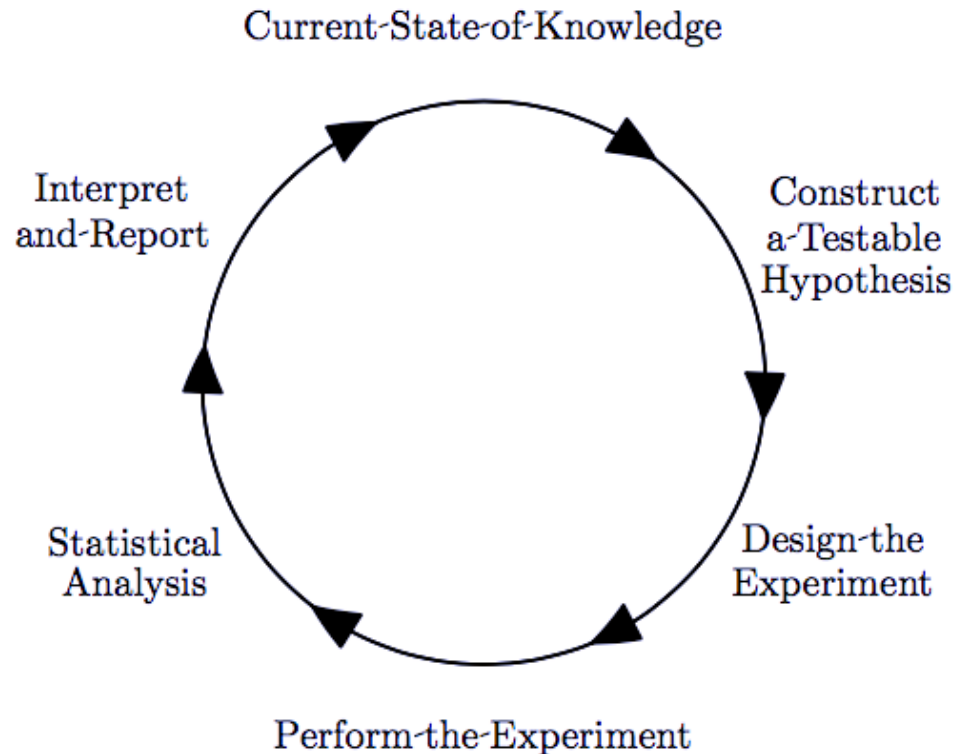 Current-State-of-Knowledge
Construct
a-Testable
Hypothesis
Design-the
Experiment
Perform-the-Experiment
Statistical
Analysis
Interpret
and-Report